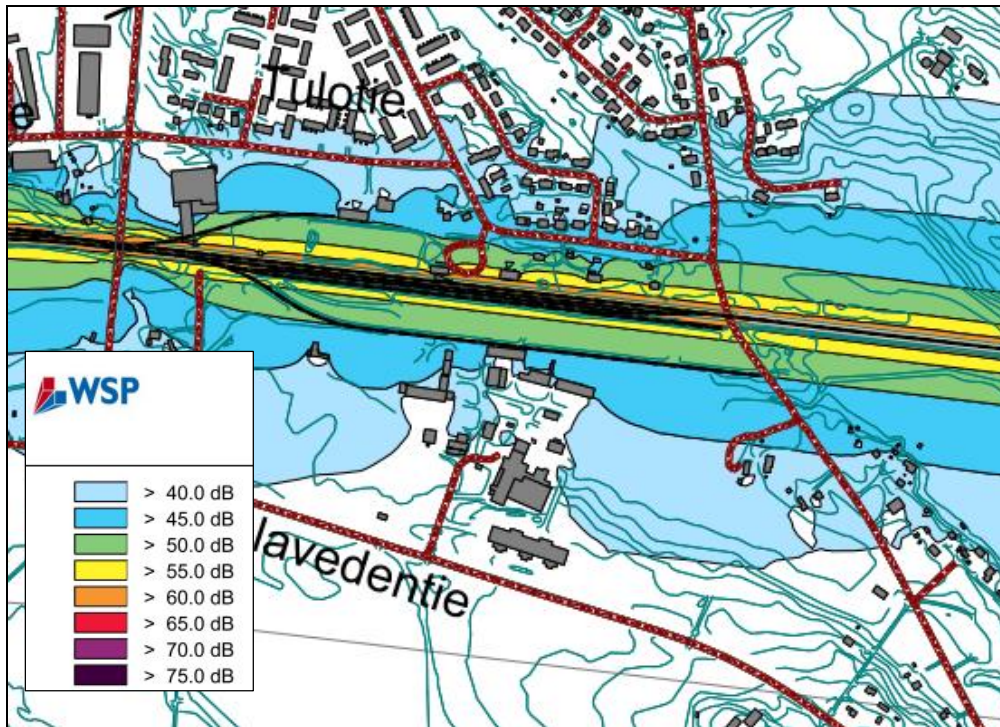 Tulotie
e
WSP
> 40.0 dB
> 45.0 dB
> 50.0 dB
> 55.0 dB
> 60.0 dB
> 65.0 dB
> 70.0 dB
> 75.0 dB
lavedentie